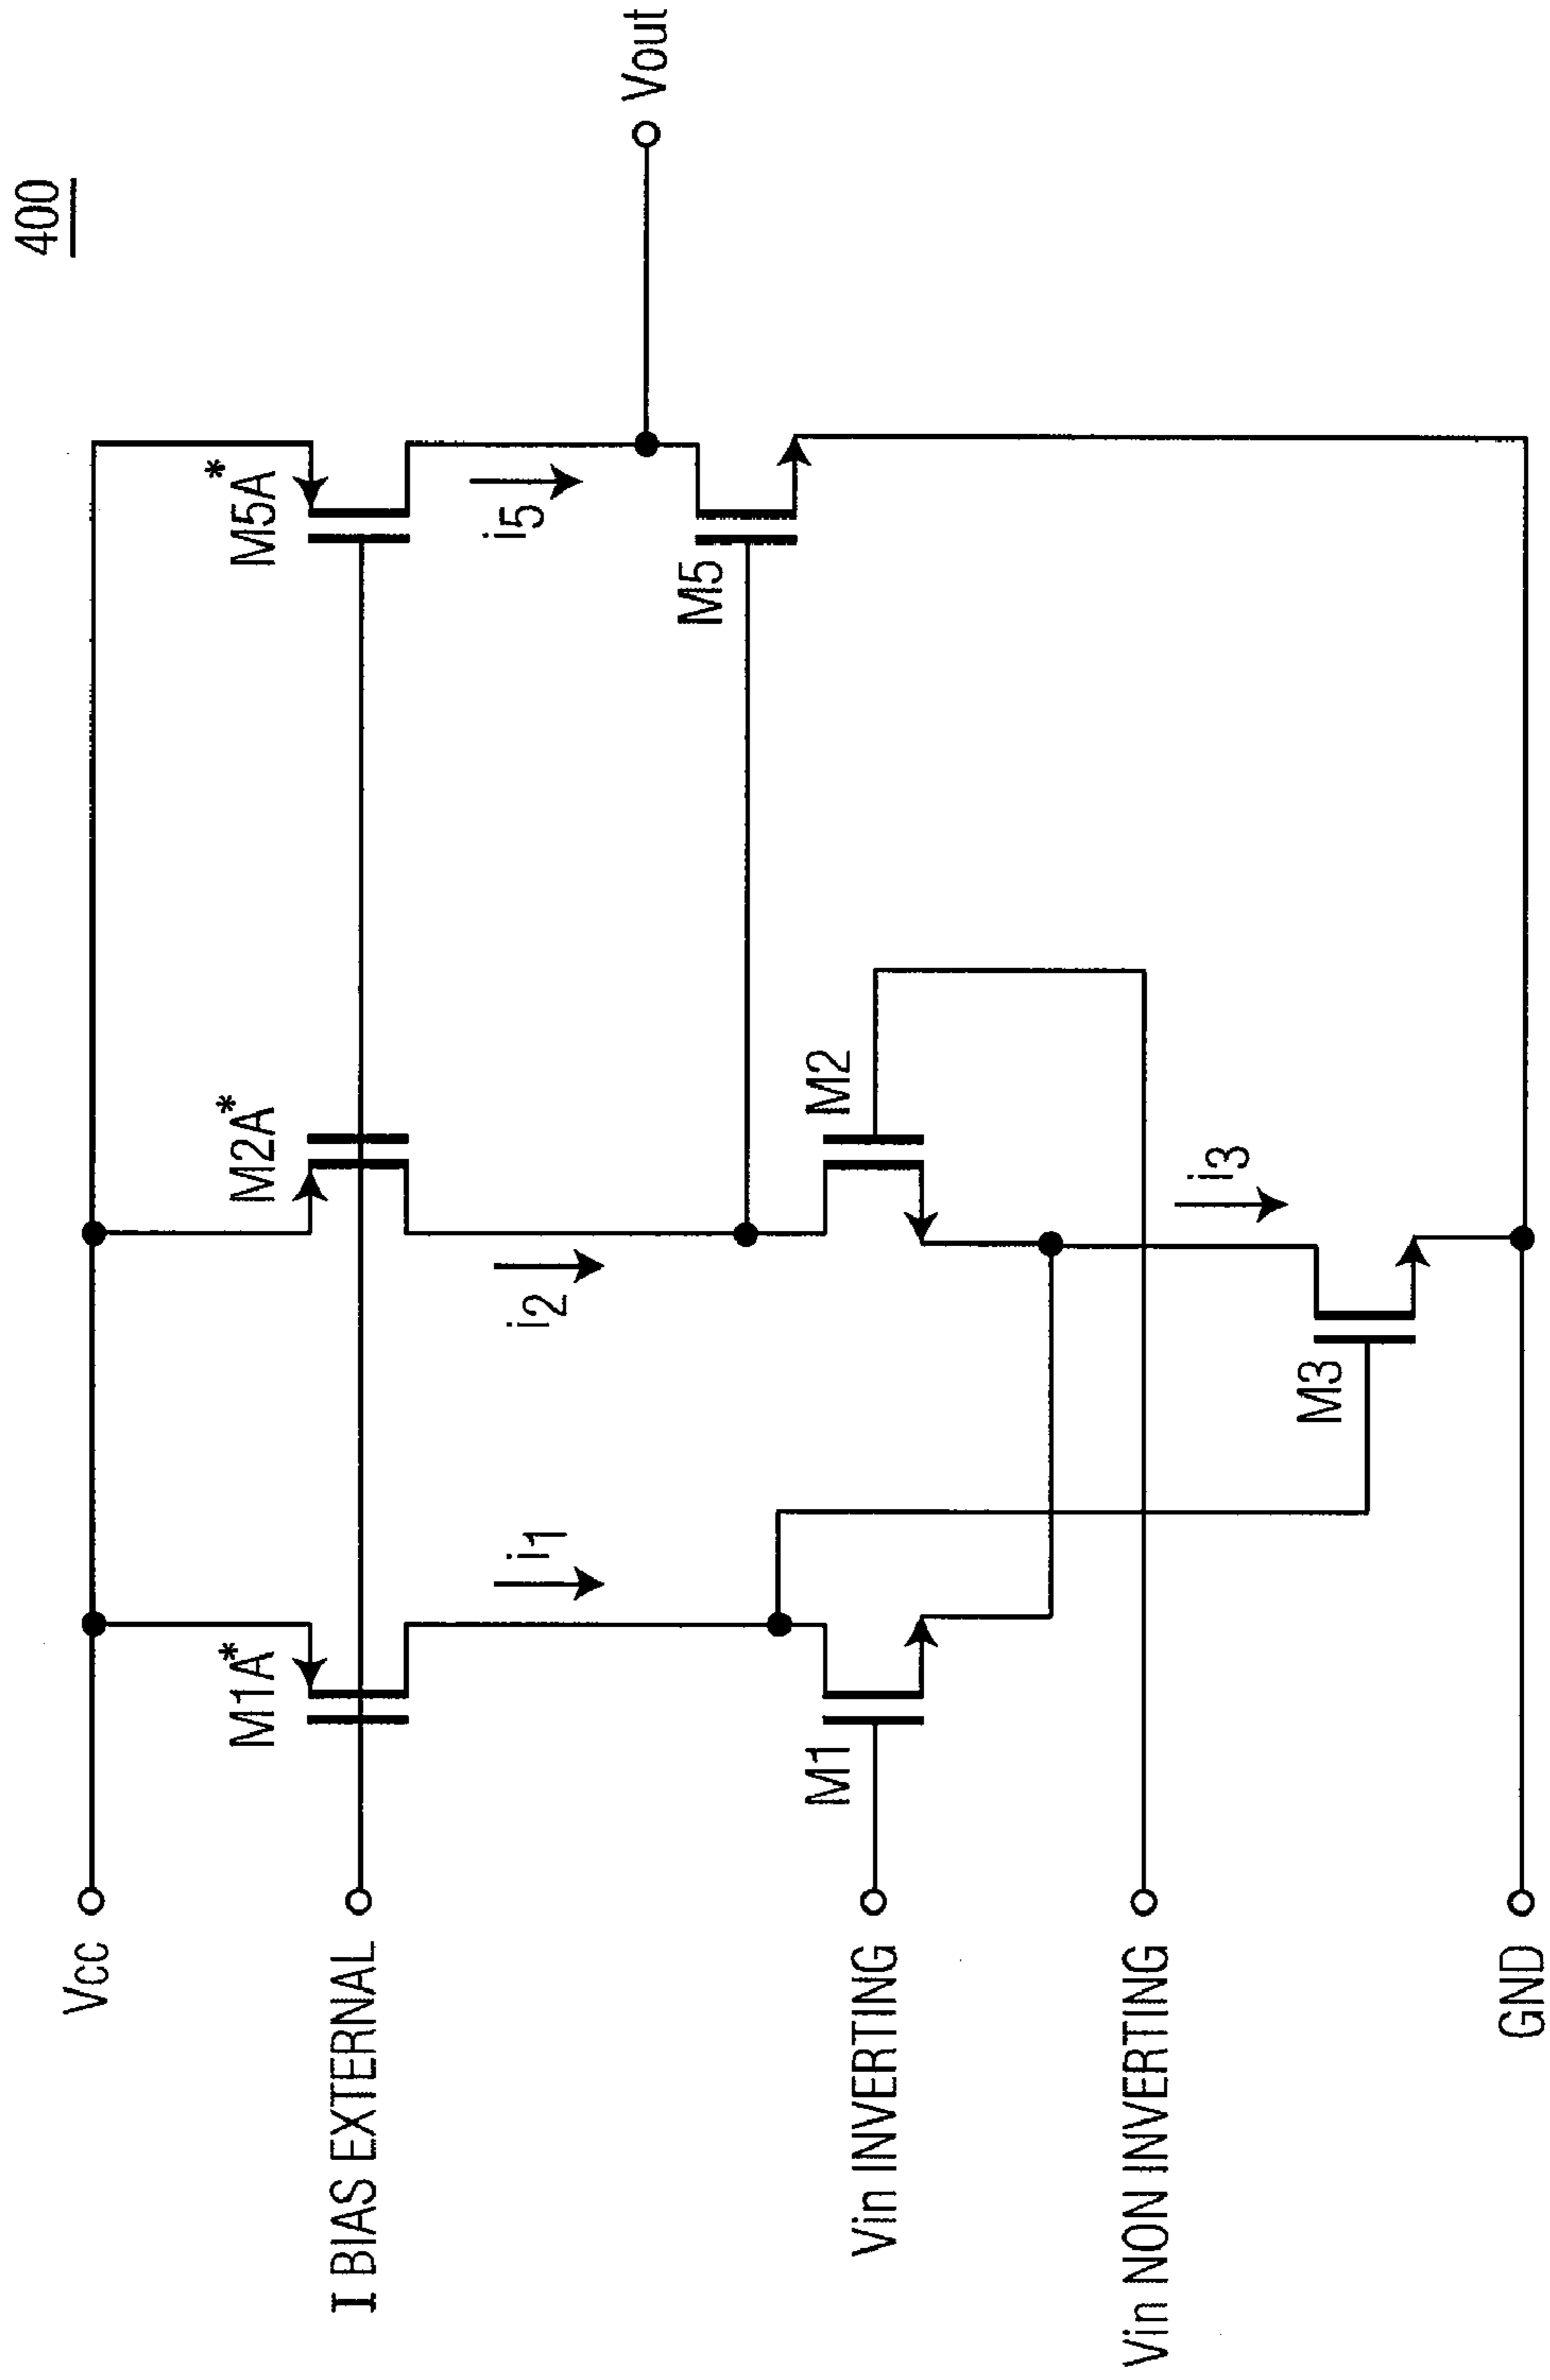 400
Vcc
I BIAS EXTERNAL
Vin INVERTING
Vin NON INVERTING
GND
M1A*
M2A*
M5A*
i1
i2
i5
Vout
M1
M2
M5
i3
M3